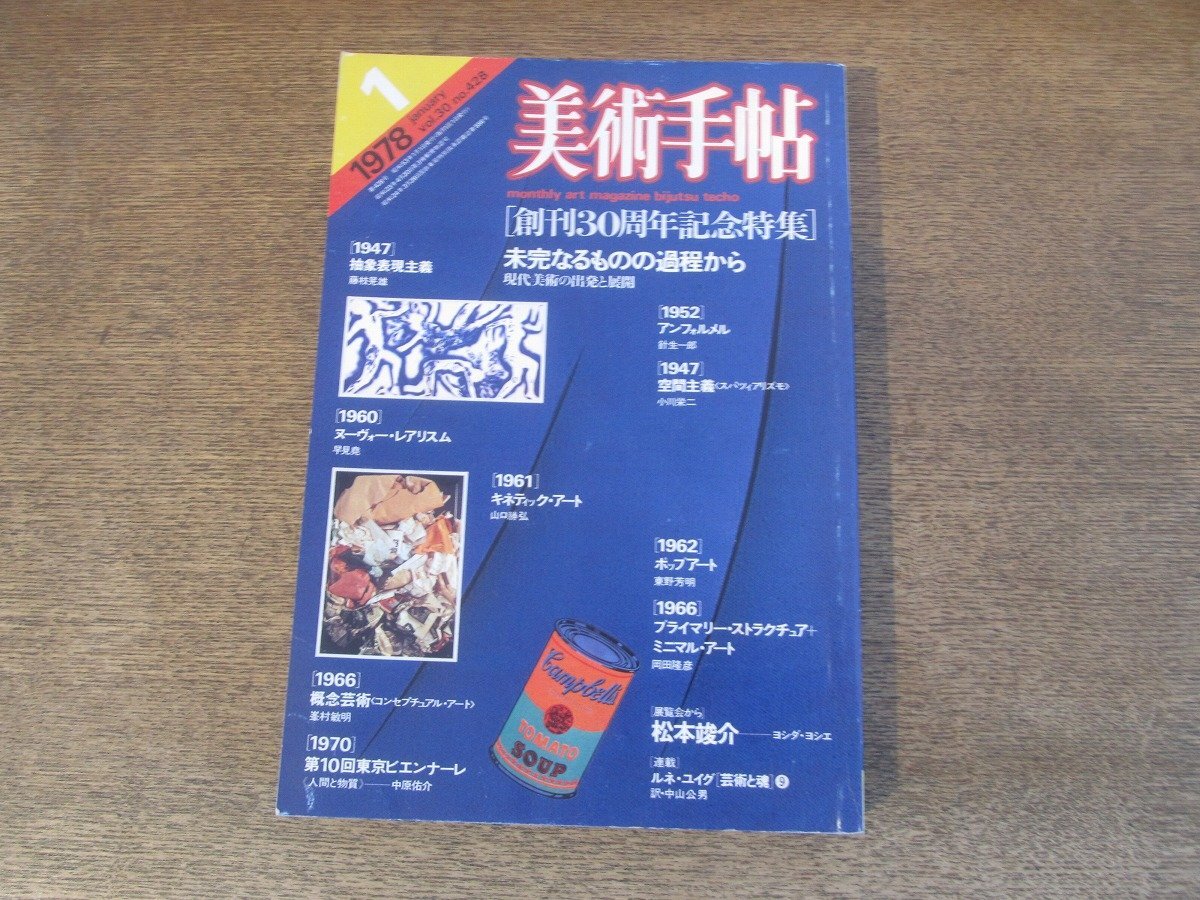 1
1978
january
vol.30 no.428
美術手帖
monthly art magazine bijutsu techo
[創刊30周年記念特集]
未完なるものの過程から
現代美術の出発と展開
[1947]
抽象表現主義
藤枝晃雄
[1952]
アンフォルメル
針生一郎
[1947]
空間主義〈スパツィアリズモ〉
小川栄二
[1960]
ヌーヴォー・レアリスム
早見堯
[1961]
キネティック・アート
山口勝弘
[1962]
ポップアート
東野芳明
[1966]
プライマリー・ストラクチュア+
ミニマル・アート
岡田隆彦
Campbell's
TOMATO
SOUP
[1966]
概念芸術〈コンセプチュアル・アート〉
峯村敏明
[1970]
第10回東京ビエンナーレ
《人間と物質》──中原佑介
[展覧会から]
松本竣介──ヨシダ・ヨシエ
[連載]
ルネ・ユイグ[芸術と魂]9
訳・中山公男